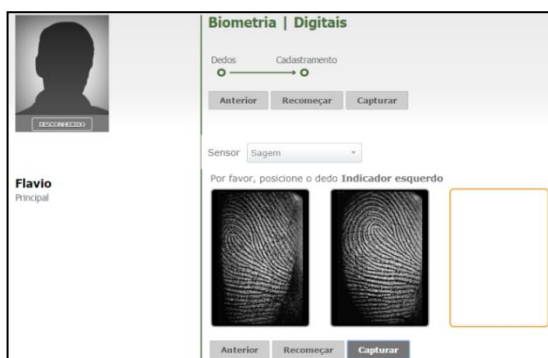 Biometria | Digitais
Dedos Cadastramento
Anterior Recomeçar Capturar
DESCONHECIDO
Sensor Sagem
Flavio
Principal
Por favor, posicione o dedo Indicador esquerdo
Anterior Recomeçar Capturar